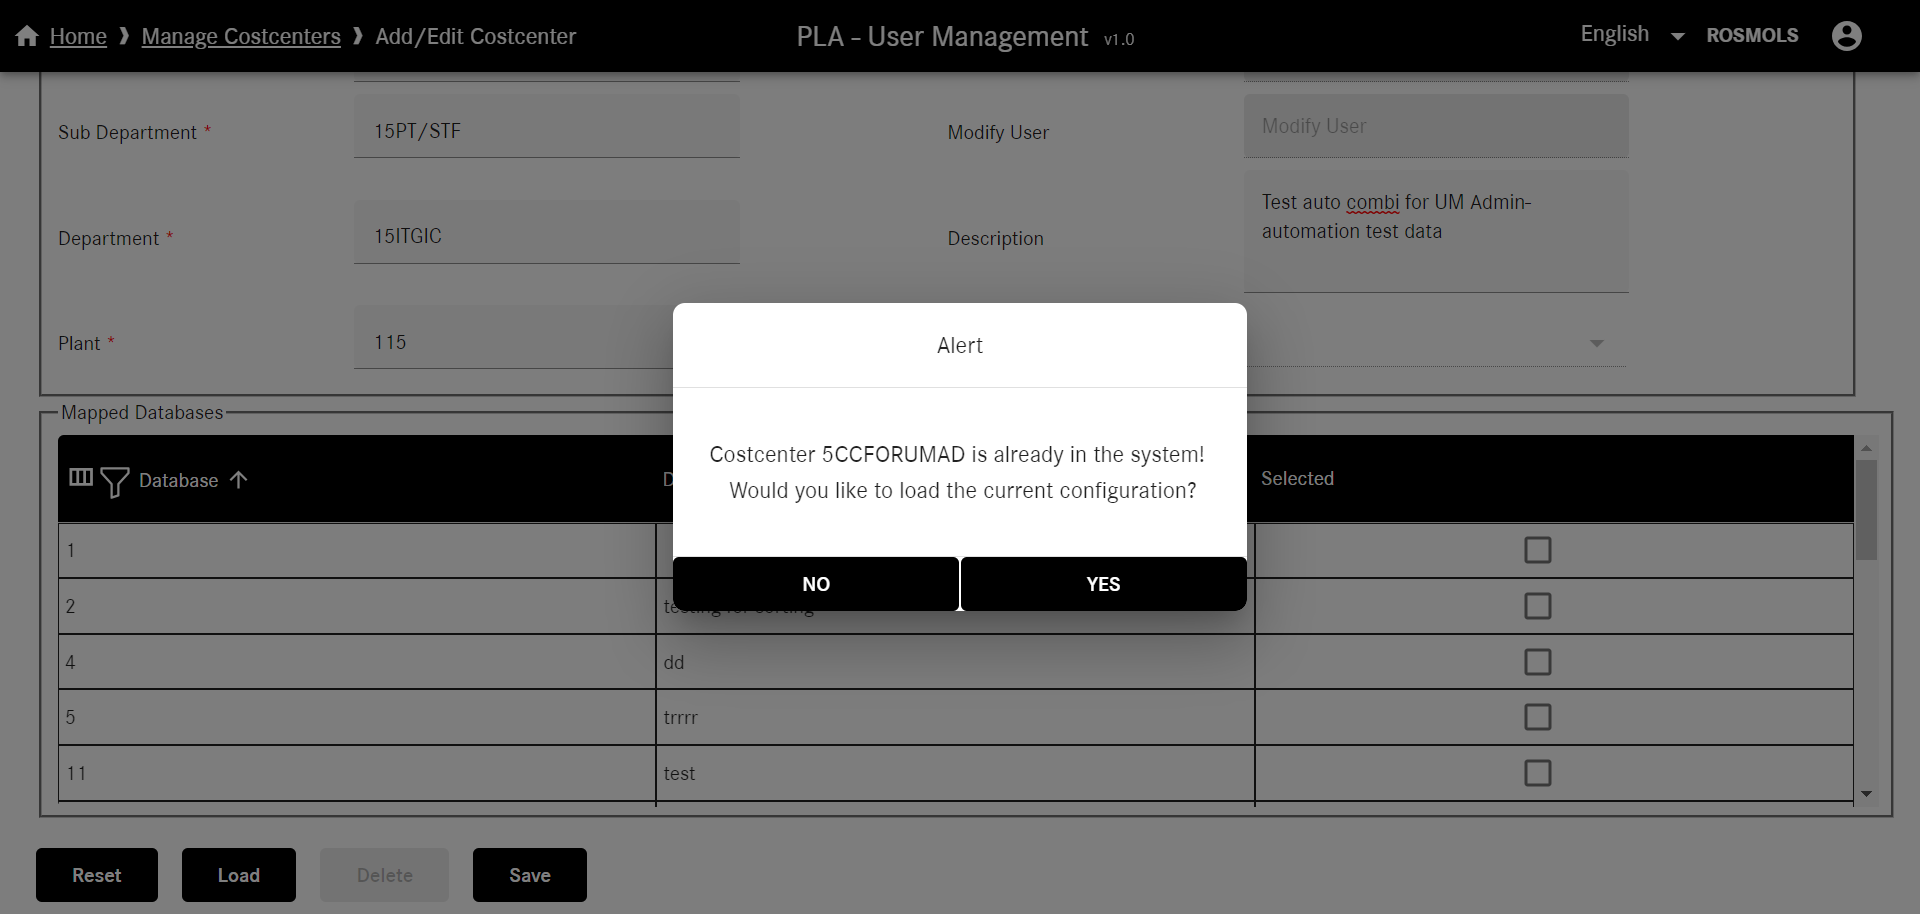 Home ❱ Manage Costcenters ❱ Add/Edit Costcenter
PLA - User Management v1.0
English ROSMOLS
Sub Department *
15PT/STF
Modify User
Modify User
Department *
15ITGIC
Description
Test auto combi for UM Admin-
automation test data
Plant *
115
Alert
Costcenter 5CCFORUMAD is already in the system!
Would you like to load the current configuration?
NO
YES
Mapped Databases
Database
D
Selected
1
2
4
dd
5
trrrr
11
test
Reset
Load
Delete
Save